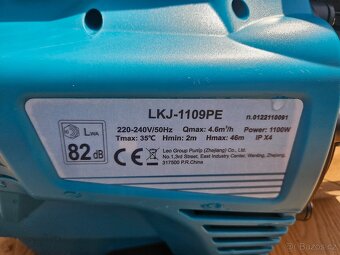 LKJ-1109PE
n.0122110091
220-240V/50Hz Qmax: 4.6m³/h Power: 1100W
Tmax: 35℃ Hmin: 2m Hmax: 46m IP X4
LWA
82 dB
CE
Leo Group Pump (Zhejiang) Co., Ltd.
No.1,3rd Street, East Industry Center, Wenling, Zhejiang,
317500 P.R.China